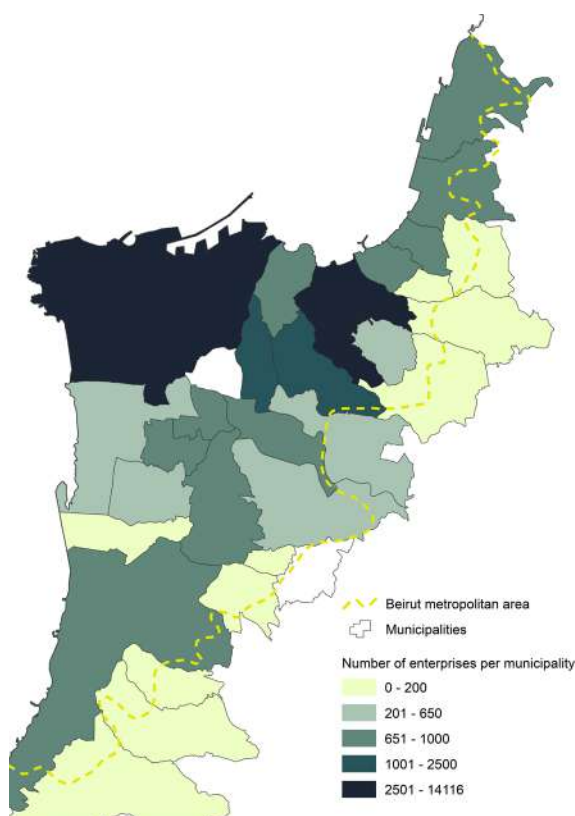 Beirut metropolitan area
Municipalities
Number of enterprises per municipality
0 - 200
201 - 650
651 - 1000
1001 - 2500
2501 - 14116